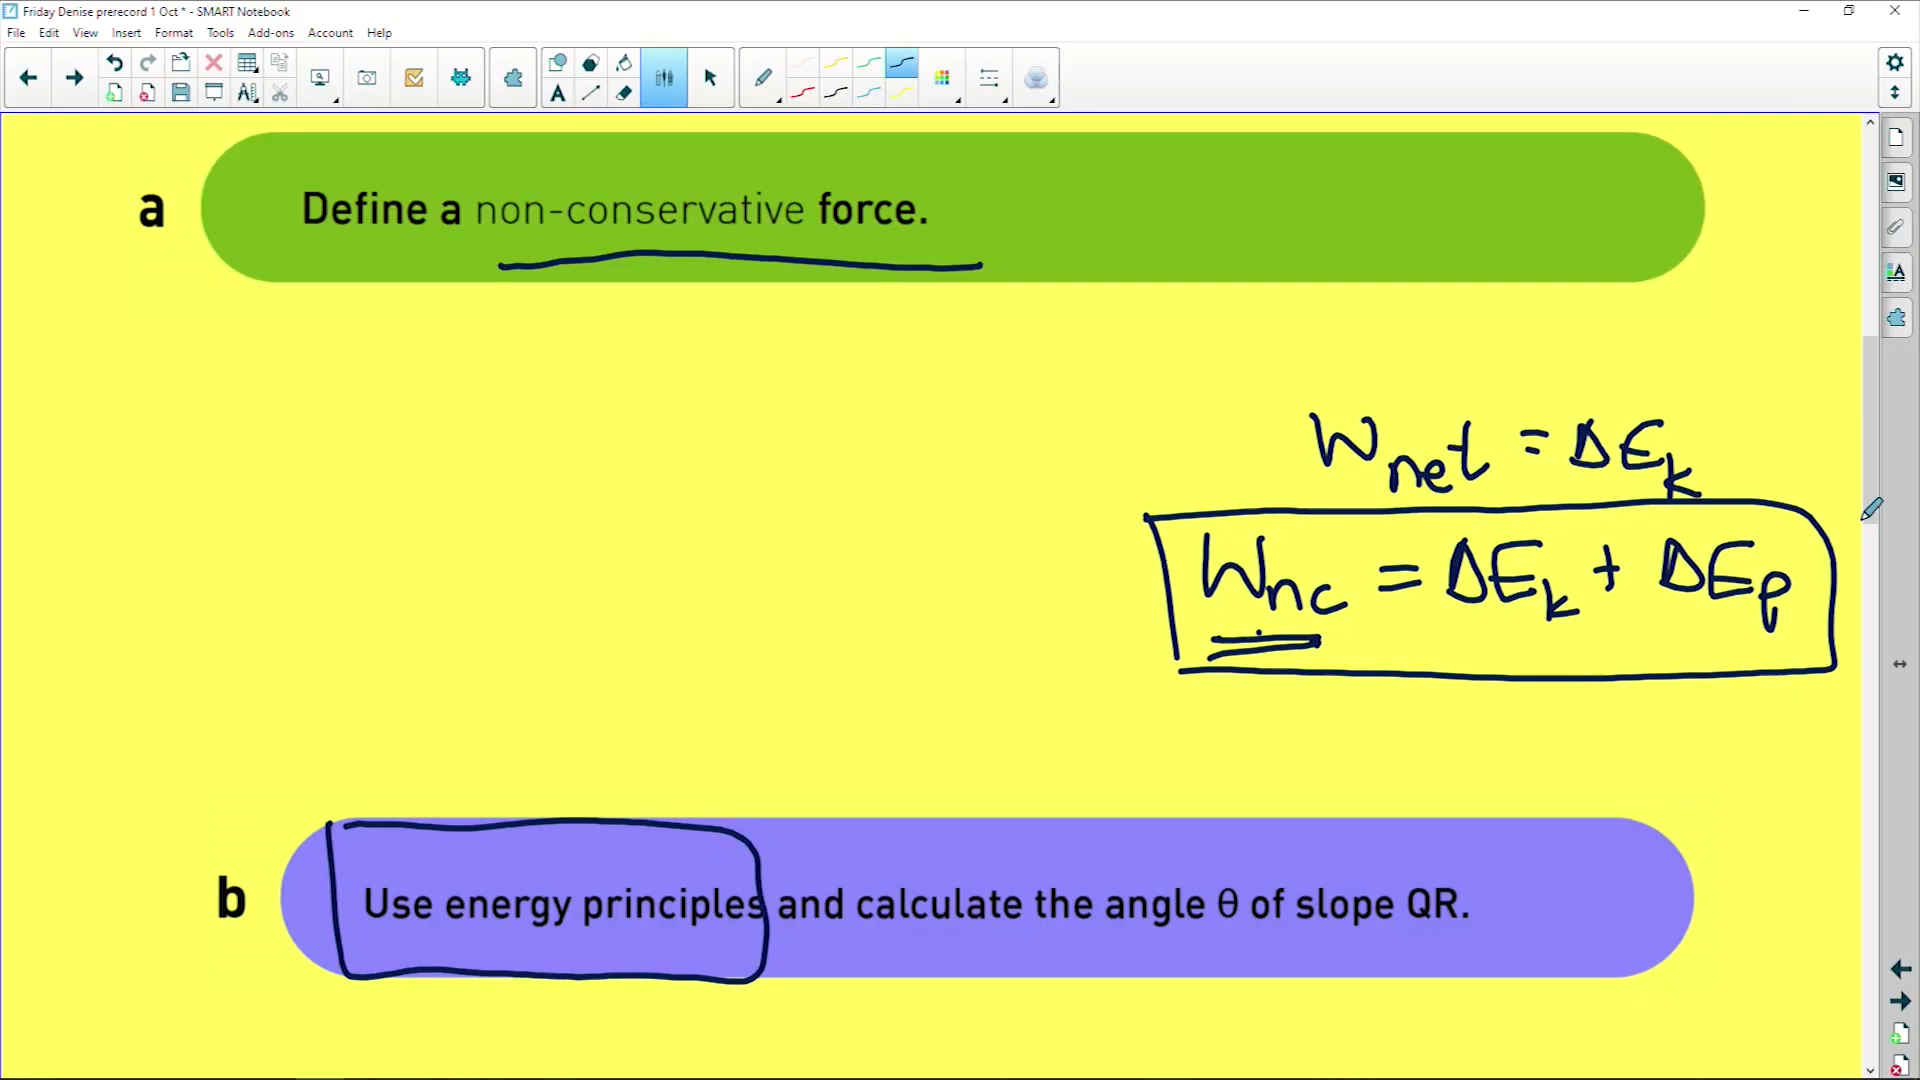 Friday Denise prerecord 1 Oct * - SMART Notebook
File Edit View Insert Format Tools Add-ons Account Help
a Define a non-conservative force.
Wnet = ΔEk
Wnc = ΔEk + ΔEp
b Use energy principles and calculate the angle θ of slope QR.